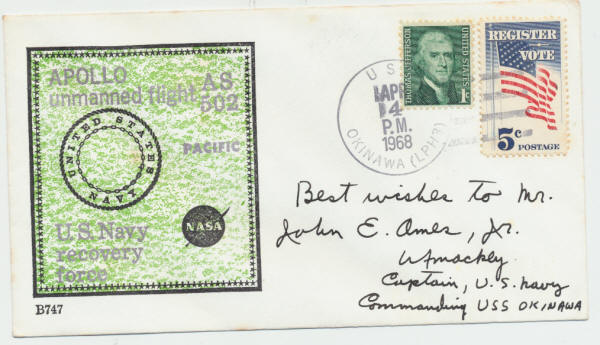 APOLLO
unmanned flight AS
502
PACIFIC
UNITED STATES
NAVY
NASA
U.S. Navy
recovery
force
B747
THOMAS JEFFERSON
UNITED STATES
1c
REGISTER
VOTE
5c POSTAGE
U S
APR
4
P.M.
1968
OKINAWA (LPH3)
Best wishes to Mr.
John E. Ames, Jr.
Captain, U.S. Navy
Commanding USS OKINAWA